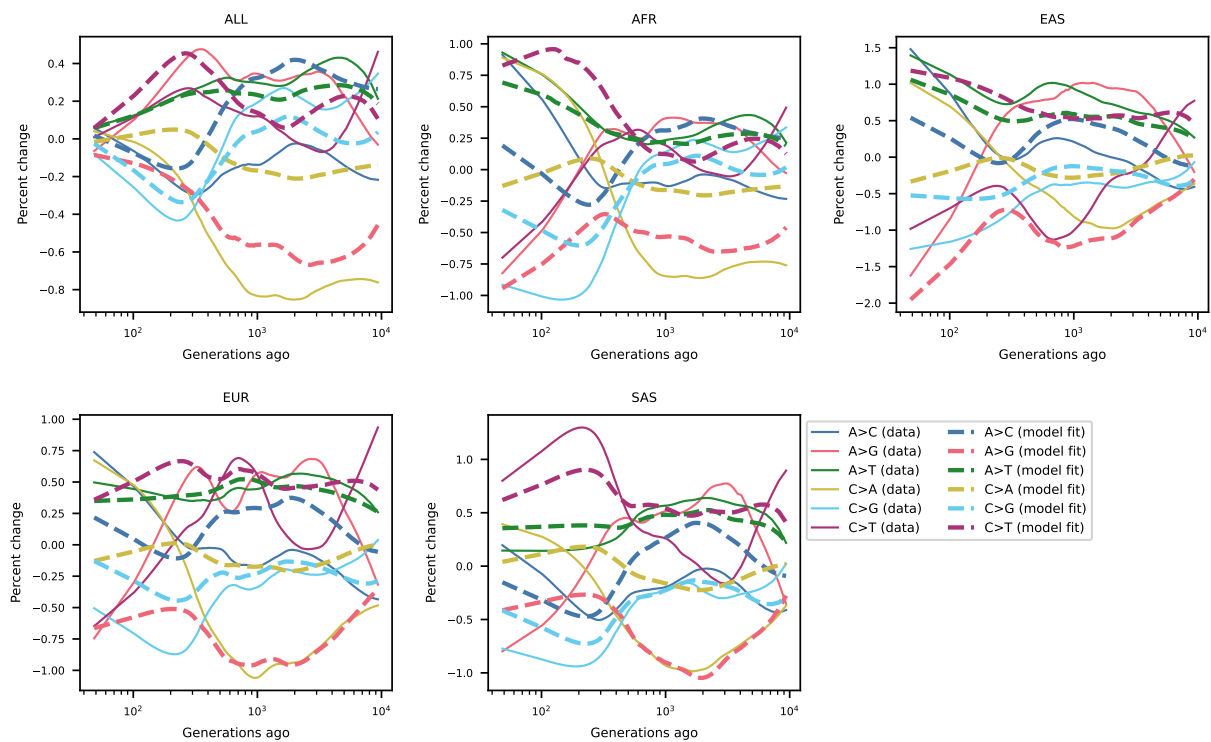 ALL
0.4
0.2
0.0
−0.2
−0.4
−0.6
−0.8
Percent change
10² 10³ 10⁴
Generations ago
AFR
1.00
0.75
0.50
0.25
0.00
−0.25
−0.50
−0.75
−1.00
Percent change
10² 10³ 10⁴
Generations ago
EAS
1.5
1.0
0.5
0.0
−0.5
−1.0
−1.5
−2.0
Percent change
10² 10³ 10⁴
Generations ago
EUR
1.00
0.75
0.50
0.25
0.00
−0.25
−0.50
−0.75
−1.00
Percent change
10² 10³ 10⁴
Generations ago
SAS
1.0
0.5
0.0
−0.5
−1.0
Percent change
10² 10³ 10⁴
Generations ago
A>C (data) A>C (model fit)
A>G (data) A>G (model fit)
A>T (data) A>T (model fit)
C>A (data) C>A (model fit)
C>G (data) C>G (model fit)
C>T (data) C>T (model fit)